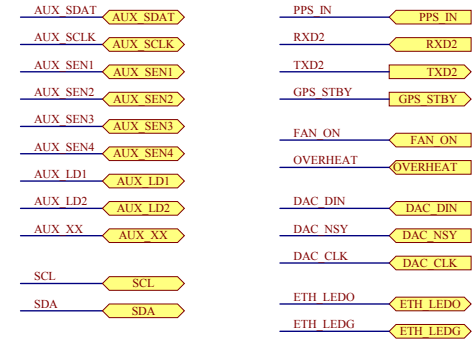 AUX_SDAT AUX_SDAT
AUX_SCLK AUX_SCLK
AUX_SEN1 AUX_SEN1
AUX_SEN2 AUX_SEN2
AUX_SEN3 AUX_SEN3
AUX_SEN4 AUX_SEN4
AUX_LD1 AUX_LD1
AUX_LD2 AUX_LD2
AUX_XX AUX_XX
SCL SCL
SDA SDA
PPS_IN PPS_IN
RXD2 RXD2
TXD2 TXD2
GPS_STBY GPS_STBY
FAN_ON FAN_ON
OVERHEAT OVERHEAT
DAC_DIN DAC_DIN
DAC_NSY DAC_NSY
DAC_CLK DAC_CLK
ETH_LEDO ETH_LEDO
ETH_LEDG ETH_LEDG